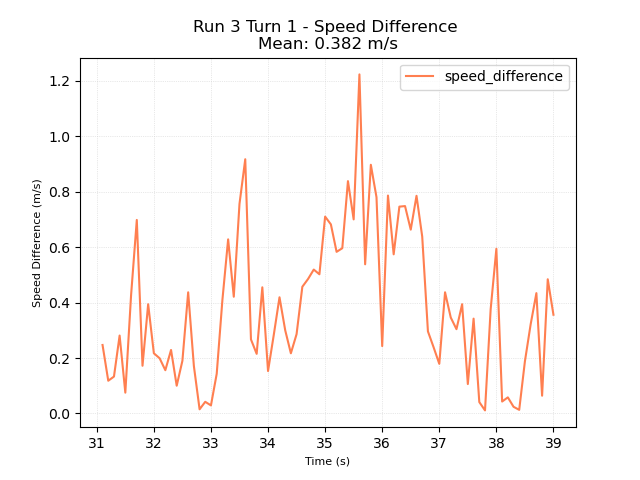 Run 3 Turn 1 - Speed Difference
Mean: 0.382 m/s
speed_difference
Speed Difference (m/s)
1.2
1.0
0.8
0.6
0.4
0.2
0.0
31 32 33 34 35 36 37 38 39
Time (s)